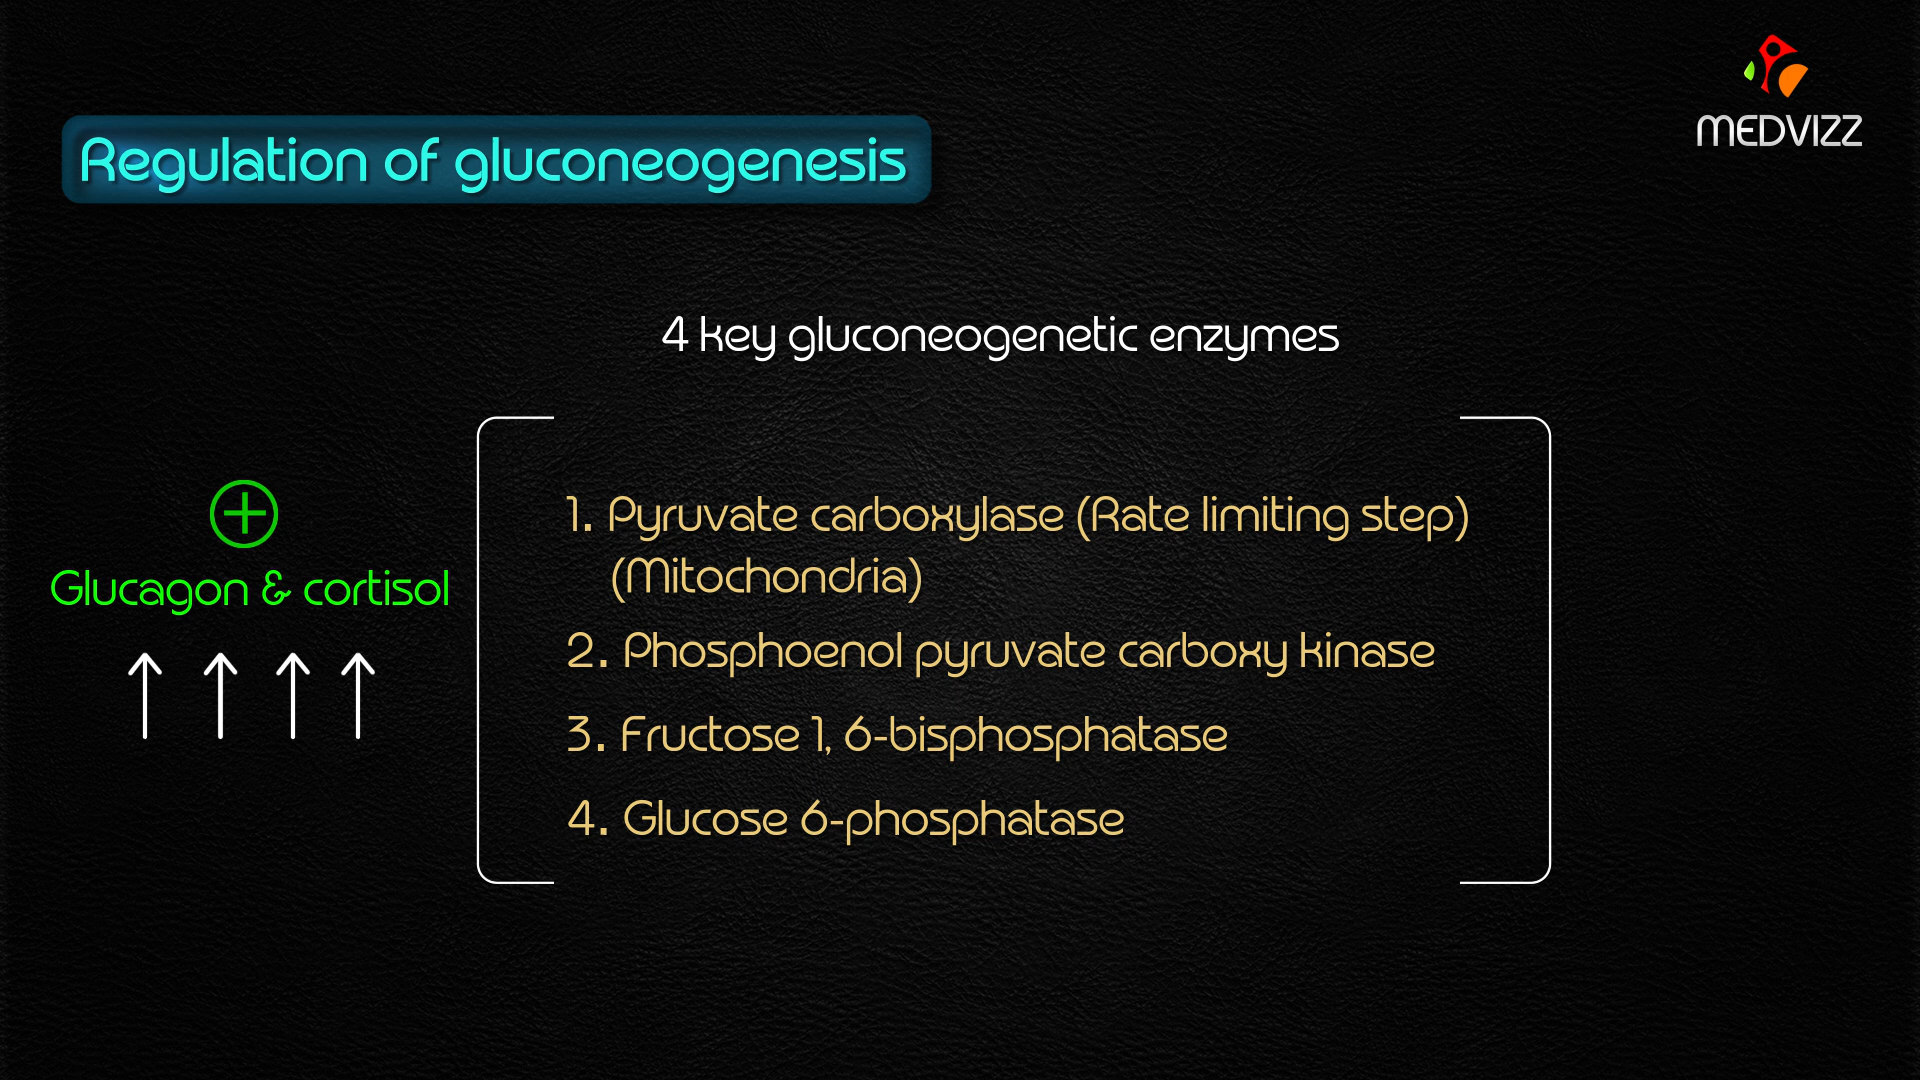 MEDVIZZ
Regulation of gluconeogenesis
4 key gluconeogenetic enzymes
1. Pyruvate carboxylase (Rate limiting step)
(Mitochondria)
2. Phosphoenol pyruvate carboxy kinase
3. Fructose 1, 6-bisphosphatase
4. Glucose 6-phosphatase
Glucagon & cortisol